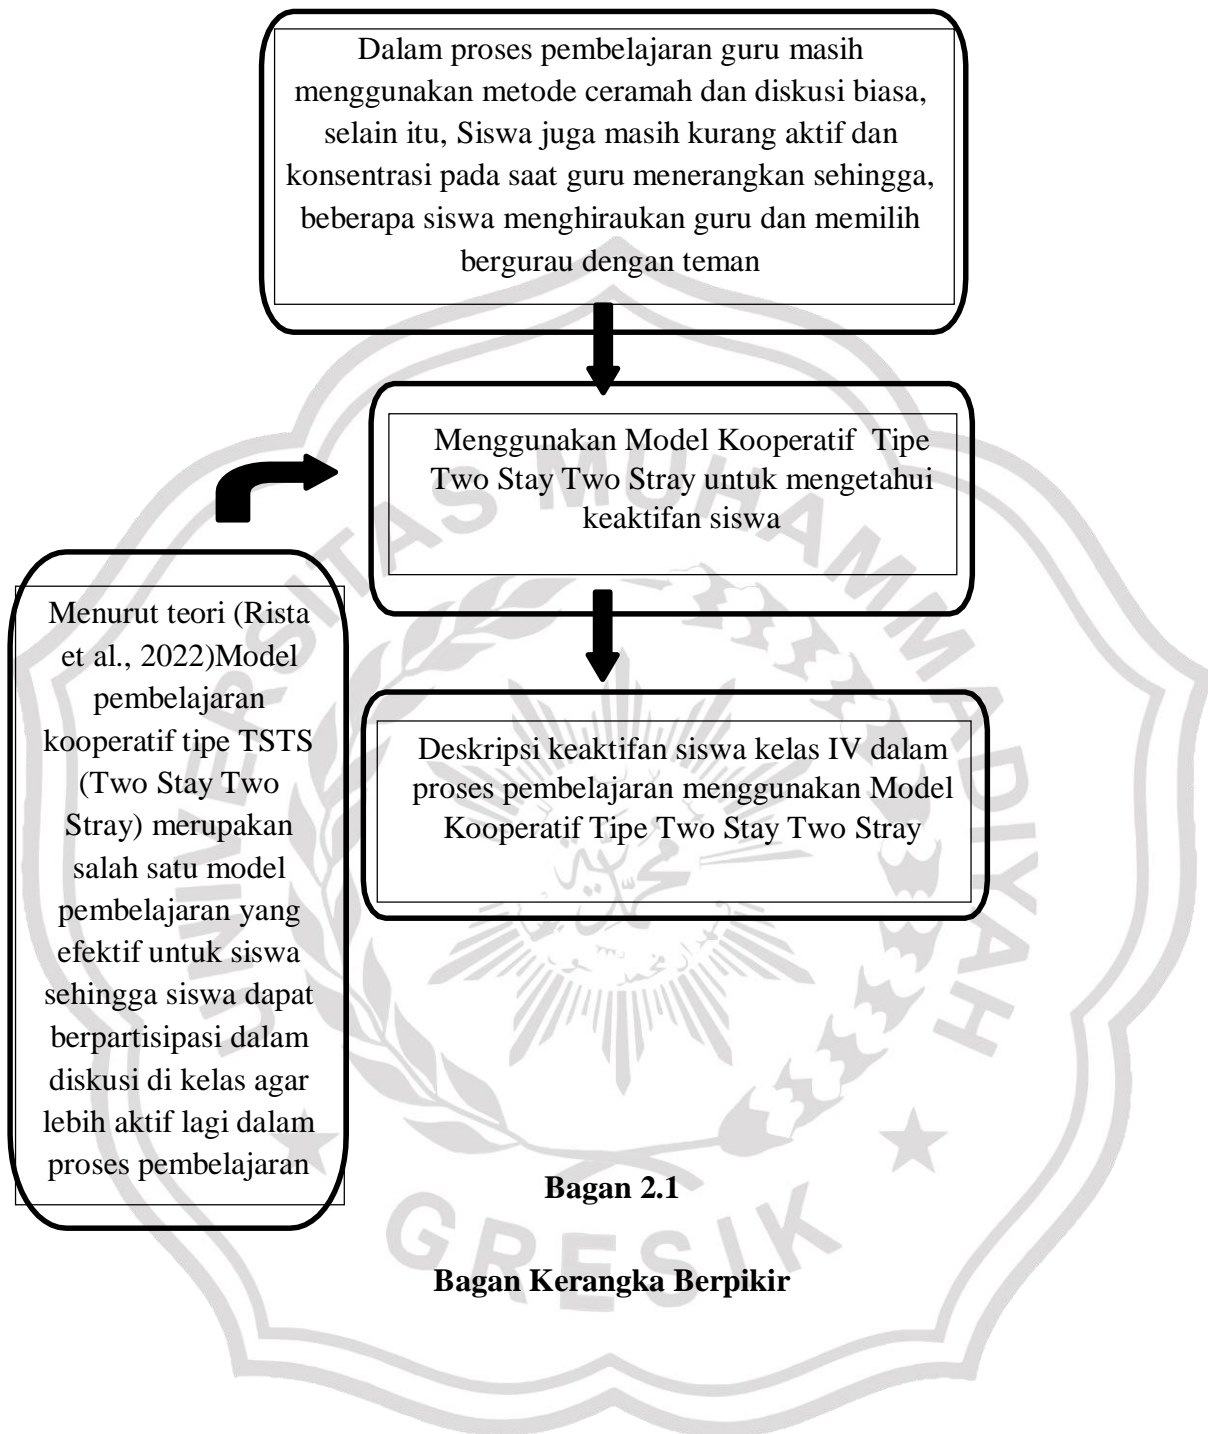 Dalam proses pembelajaran guru masih
menggunakan metode ceramah dan diskusi biasa,
selain itu, Siswa juga masih kurang aktif dan
konsentrasi pada saat guru menerangkan sehingga,
beberapa siswa menghiraukan guru dan memilih
bergurau dengan teman
Menggunakan Model Kooperatif  Tipe
Two Stay Two Stray untuk mengetahui
keaktifan siswa
Menurut teori (Rista
et al., 2022)Model
pembelajaran
kooperatif tipe TSTS
(Two Stay Two
Stray) merupakan
salah satu model
pembelajaran yang
efektif untuk siswa
sehingga siswa dapat
berpartisipasi dalam
diskusi di kelas agar
lebih aktif lagi dalam
proses pembelajaran
Deskripsi keaktifan siswa kelas IV dalam
proses pembelajaran menggunakan Model
Kooperatif Tipe Two Stay Two Stray
Bagan 2.1
Bagan Kerangka Berpikir
UNIVERSITAS MUHAMMADIYAH
GRESIK